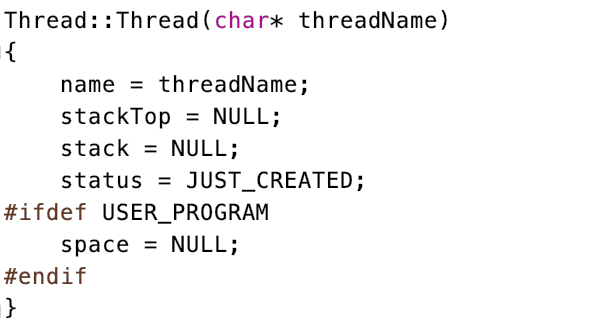 Thread::Thread(char* threadName)
{
    name = threadName;
    stackTop = NULL;
    stack = NULL;
    status = JUST_CREATED;
#ifdef USER_PROGRAM
    space = NULL;
#endif
}